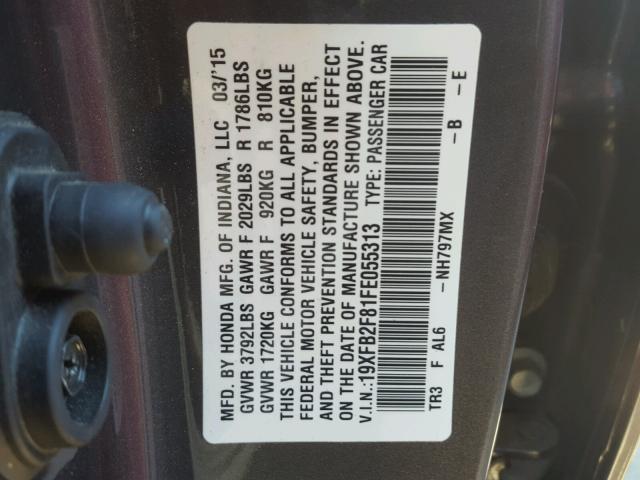 MFD. BY HONDA MFG. OF INDIANA, LLC 03/'15
GVWR 3792LBS GAWR F 2029LBS R 1786LBS
GVWR 1720KG GAWR F 920KG R 810KG
THIS VEHICLE CONFORMS TO ALL APPLICABLE
FEDERAL MOTOR VEHICLE SAFETY, BUMPER,
AND THEFT PREVENTION STANDARDS IN EFFECT
ON THE DATE OF MANUFACTURE SHOWN ABOVE.
V.I.N.:19XFB2F81FE055313 TYPE: PASSENGER CAR
TR3 F AL6 -NH797MX -B -E